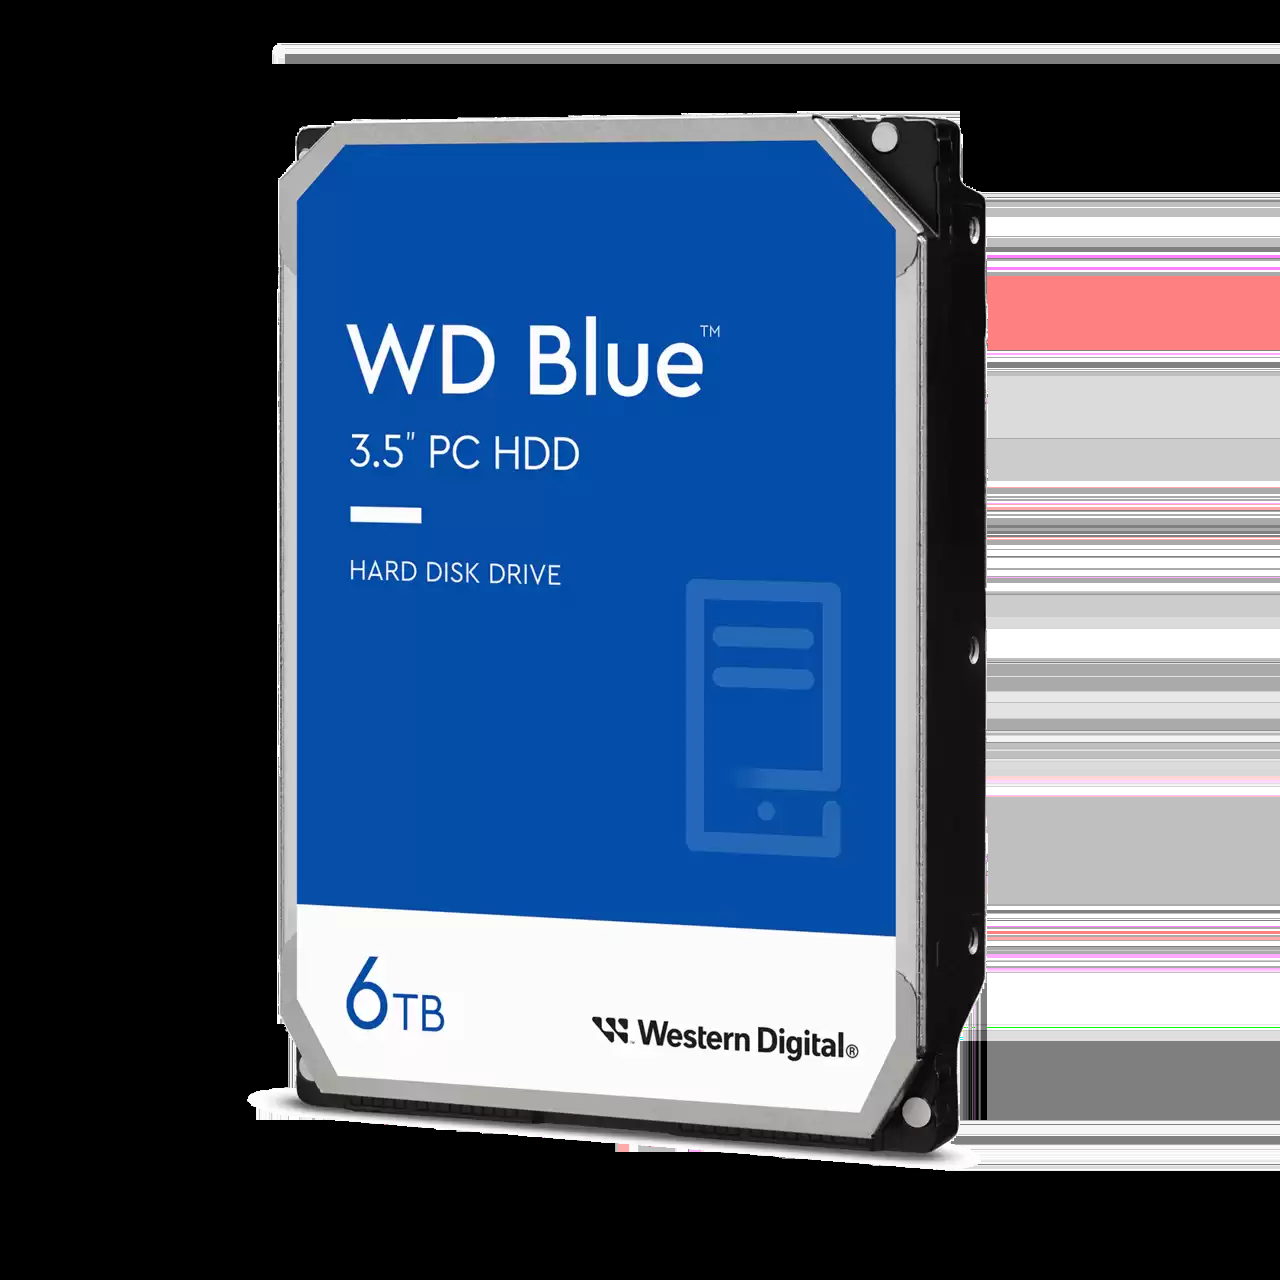 WD Blue™
3.5" PC HDD
HARD DISK DRIVE
6TB
Western Digital®